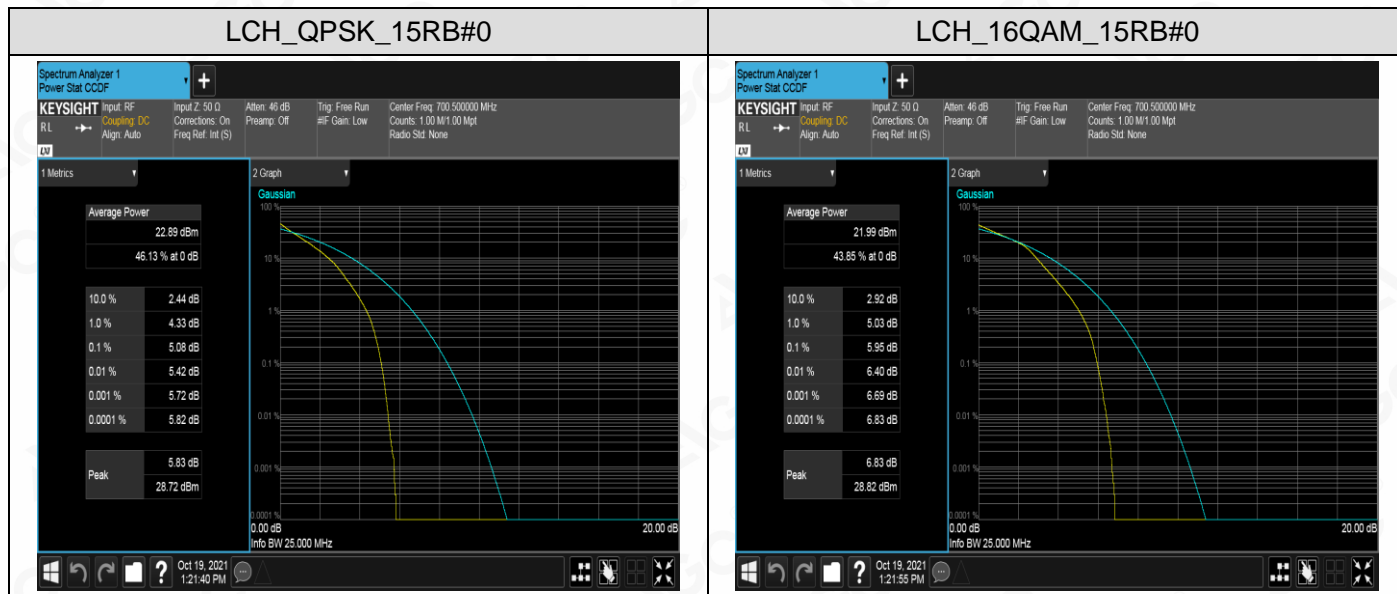 LCH_QPSK_15RB#0
Spectrum Analyzer 1
Power Stat CCDF
+
KEYSIGHT Input: RF Input Z: 50 Ω Atten: 46 dB Trig: Free Run Center Freq: 700.500000 MHz
RL Coupling: DC Corrections: On Preamp: Off #IF Gain: Low Counts: 1.00 M/1.00 Mpt
Align: Auto Freq Ref: Int (S) Radio Std: None
LXI
1 Metrics
2 Graph
Average Power
22.89 dBm
46.13 % at 0 dB
10.0 % 2.44 dB
1.0 % 4.33 dB
0.1 % 5.08 dB
0.01 % 5.42 dB
0.001 % 5.72 dB
0.0001 % 5.82 dB
Peak
5.83 dB
28.72 dBm
Gaussian
100 %
10 %
1 %
0.1 %
0.01 %
0.001 %
0.0001 %
0.00 dB 20.00 dB
Info BW 25.000 MHz
? Oct 19, 2021
1:21:40 PM
LCH_16QAM_15RB#0
Spectrum Analyzer 1
Power Stat CCDF
+
KEYSIGHT Input: RF Input Z: 50 Ω Atten: 46 dB Trig: Free Run Center Freq: 700.500000 MHz
RL Coupling: DC Corrections: On Preamp: Off #IF Gain: Low Counts: 1.00 M/1.00 Mpt
Align: Auto Freq Ref: Int (S) Radio Std: None
LXI
1 Metrics
2 Graph
Average Power
21.99 dBm
43.85 % at 0 dB
10.0 % 2.92 dB
1.0 % 5.03 dB
0.1 % 5.95 dB
0.01 % 6.40 dB
0.001 % 6.69 dB
0.0001 % 6.83 dB
Peak
6.83 dB
28.82 dBm
Gaussian
100 %
10 %
1 %
0.1 %
0.01 %
0.001 %
0.0001 %
0.00 dB 20.00 dB
Info BW 25.000 MHz
? Oct 19, 2021
1:21:55 PM